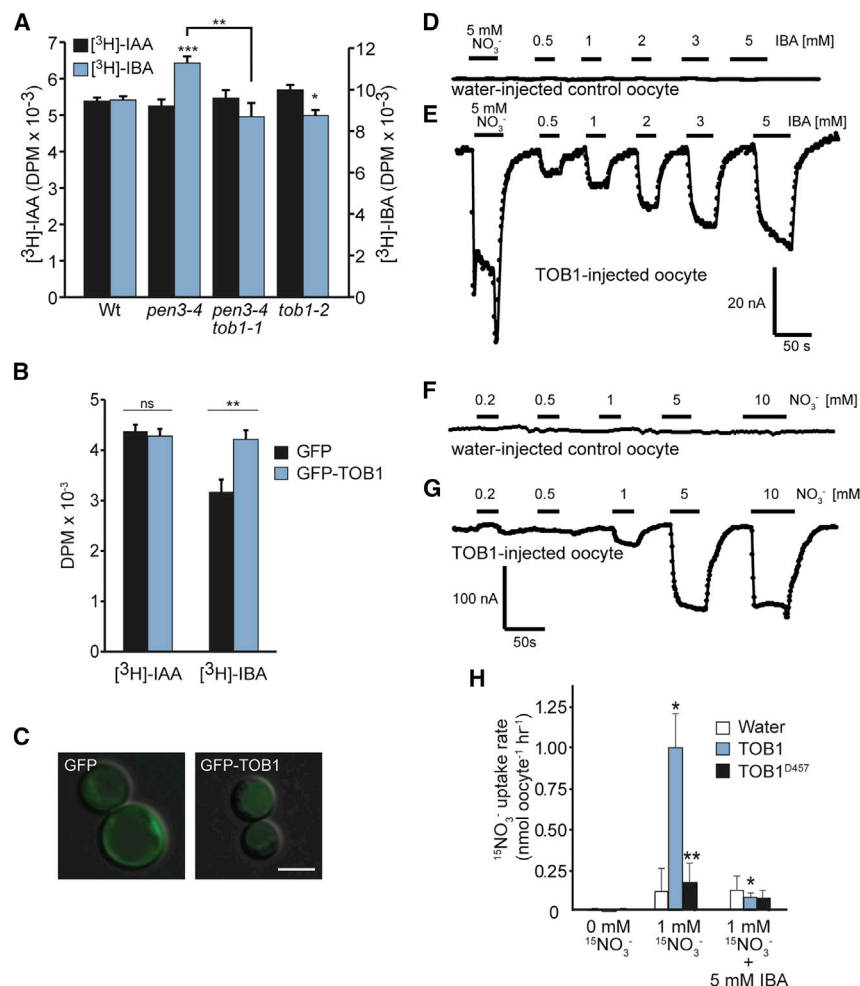 A
**
[³H]-IAA
[³H]-IBA
***
*
[³H]-IAA (DPM x 10⁻³)
7
6
5
4
3
2
1
0
12
10
8
6
4
2
0
[³H]-IBA (DPM x 10⁻³)
Wt pen3-4 pen3-4 tob1-2
tob1-1
B
ns **
GFP
GFP-TOB1
DPM x 10⁻³
5
4
3
2
1
0
[³H]-IAA [³H]-IBA
C
GFP GFP-TOB1
D
5 mM
NO₃⁻ 0.5 1 2 3 5 IBA [mM]
water-injected control oocyte
E
5 mM
NO₃⁻ 0.5 1 2 3 5 IBA [mM]
TOB1-injected oocyte
20 nA
50 s
F
0.2 0.5 1 5 10 NO₃⁻ [mM]
water-injected control oocyte
G
0.2 0.5 1 5 10 NO₃⁻ [mM
TOB1-injected oocyte
100 nA
50s
H
¹⁵NO₃⁻ uptake rate
(nmol oocyte⁻¹ hr⁻¹)
1.25
1.00
0.75
0.50
0.25
0
Water
TOB1
TOB1ᴰ⁴⁵⁷
*
**
*
0 mM 1 mM 1 mM
¹⁵NO₃⁻ ¹⁵NO₃⁻ ¹⁵NO₃⁻
+
5 mM IBA